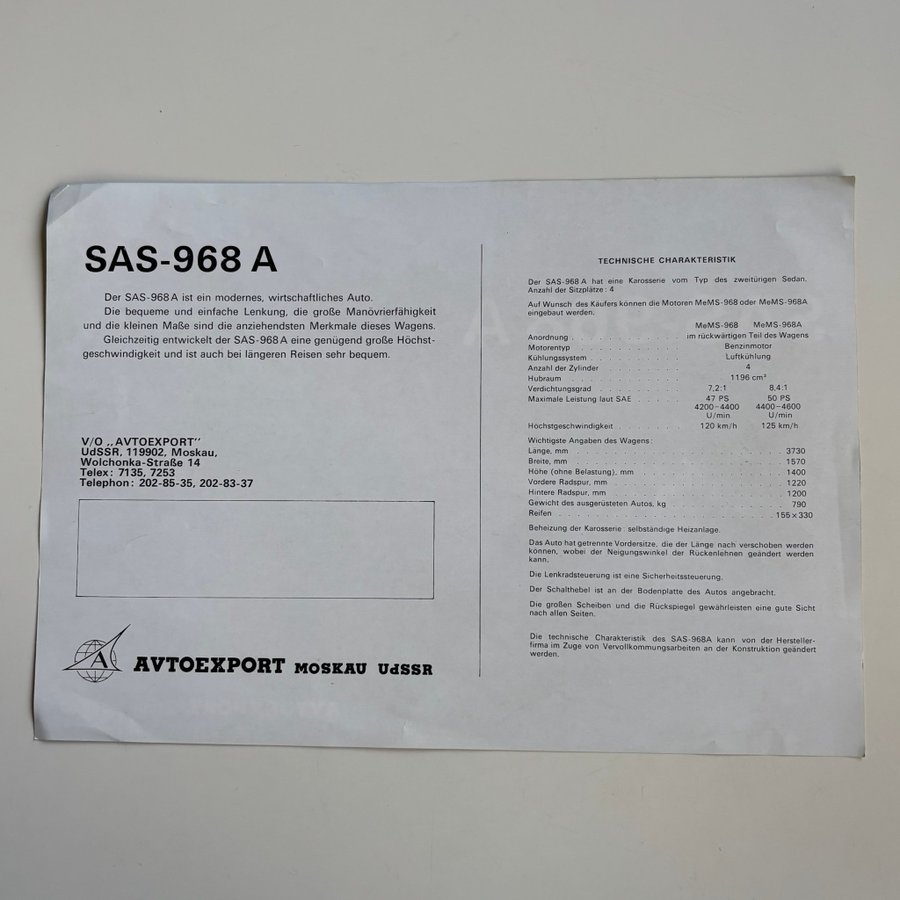 SAS-968 A
Der SAS-968 A ist ein modernes, wirtschaftliches Auto.
Die bequeme und einfache Lenkung, die große Manövrierfähigkeit
und die kleinen Maße sind die anziehendsten Merkmale dieses Wagens.
Gleichzeitig entwickelt der SAS-968 A eine genügend große Höchst-
geschwindigkeit und ist auch bei längeren Reisen sehr bequem.
V/O „AVTOEXPORT"
UdSSR, 119902, Moskau,
Wolchonka-Straße 14
Telex: 7135, 7253
Telephon: 202-85-35, 202-83-37
A
AVTOEXPORT MOSKAU UdSSR
TECHNISCHE CHARAKTERISTIK
Der SAS-968 A hat eine Karosserie vom Typ des zweitürigen Sedan.
Anzahl der Sitzplätze: 4
Auf Wunsch des Käufers können die Motoren MeMS-968 oder MeMS-968A
eingebaut werden.
MeMS-968 MeMS-968A
Anordnung . . . . . . . . . . . im rückwärtigen Teil des Wagens
Motorentyp . . . . . . . . . . . Benzinmotor
Kühlungssystem . . . . . . . . . Luftkühlung
Anzahl der Zylinder . . . . . . . . 4
Hubraum . . . . . . . . . . . 1196 cm³
Verdichtungsgrad . . . . . . . . . 7,2:1 8,4:1
Maximale Leistung laut SAE . . . . . 47 PS 50 PS
4200–4400 4400–4600
U/min U/min
Höchstgeschwindigkeit . . . . . . . 120 km/h 125 km/h
Wichtigste Angaben des Wagens:
Länge, mm . . . . . . . . . . . 3730
Breite, mm . . . . . . . . . . . 1570
Höhe (ohne Belastung), mm . . . . . . . 1400
Vordere Radspur, mm . . . . . . . . . 1220
Hintere Radspur, mm . . . . . . . . . 1200
Gewicht des ausgerüsteten Autos, kg . . . . . 790
Reifen . . . . . . . . . . . 155×330
Beheizung der Karosserie: selbständige Heizanlage.
Das Auto hat getrennte Vordersitze, die der Länge nach verschoben werden
können, wobei der Neigungswinkel der Rückenlehnen geändert werden
kann.
Die Lenkradsteuerung ist eine Sicherheitssteuerung.
Der Schalthebel ist an der Bodenplatte des Autos angebracht.
Die großen Scheiben und die Rückspiegel gewährleisten eine gute Sicht
nach allen Seiten.
Die technische Charakteristik des SAS-968A kann von der Hersteller-
firma im Zuge von Vervollkommungsarbeiten an der Konstruktion geändert
werden.